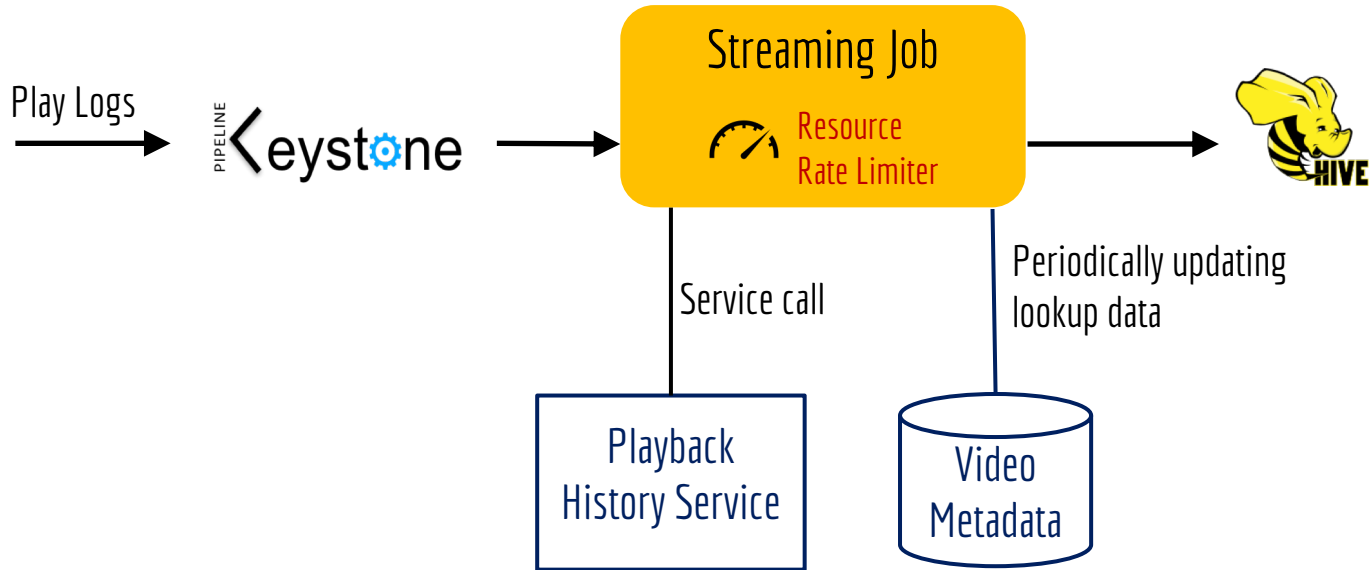 Streaming Job
Play Logs
PIPELINE
Keystone
Resource
Rate Limiter
HIVE
Service call
Periodically updating
lookup data
Playback
History Service
Video
Metadata